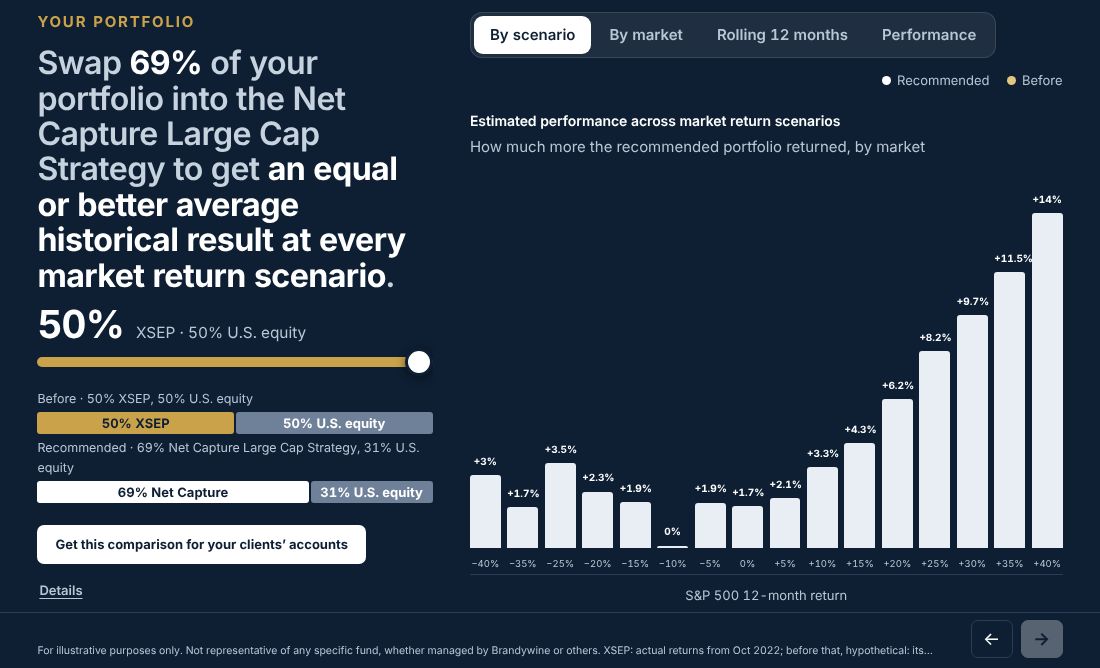 YOUR PORTFOLIO
Swap 69% of your
portfolio into the Net
Capture Large Cap
Strategy to get an equal
or better average
historical result at every
market return scenario.
50% XSEP · 50% U.S. equity
Before · 50% XSEP, 50% U.S. equity
50% XSEP 50% U.S. equity
Recommended · 69% Net Capture Large Cap Strategy, 31% U.S.
equity
69% Net Capture 31% U.S. equity
Get this comparison for your clients’ accounts
Details
By scenario By market Rolling 12 months Performance
Recommended Before
Estimated performance across market return scenarios
How much more the recommended portfolio returned, by market
+3% +1.7% +3.5% +2.3% +1.9% 0% +1.9% +1.7% +2.1% +3.3% +4.3% +6.2% +8.2% +9.7% +11.5% +14%
−40% −35% −25% −20% −15% −10% −5% 0% +5% +10% +15% +20% +25% +30% +35% +40%
S&P 500 12-month return
For illustrative purposes only. Not representative of any specific fund, whether managed by Brandywine or others. XSEP: actual returns from Oct 2022; before that, hypothetical: its…